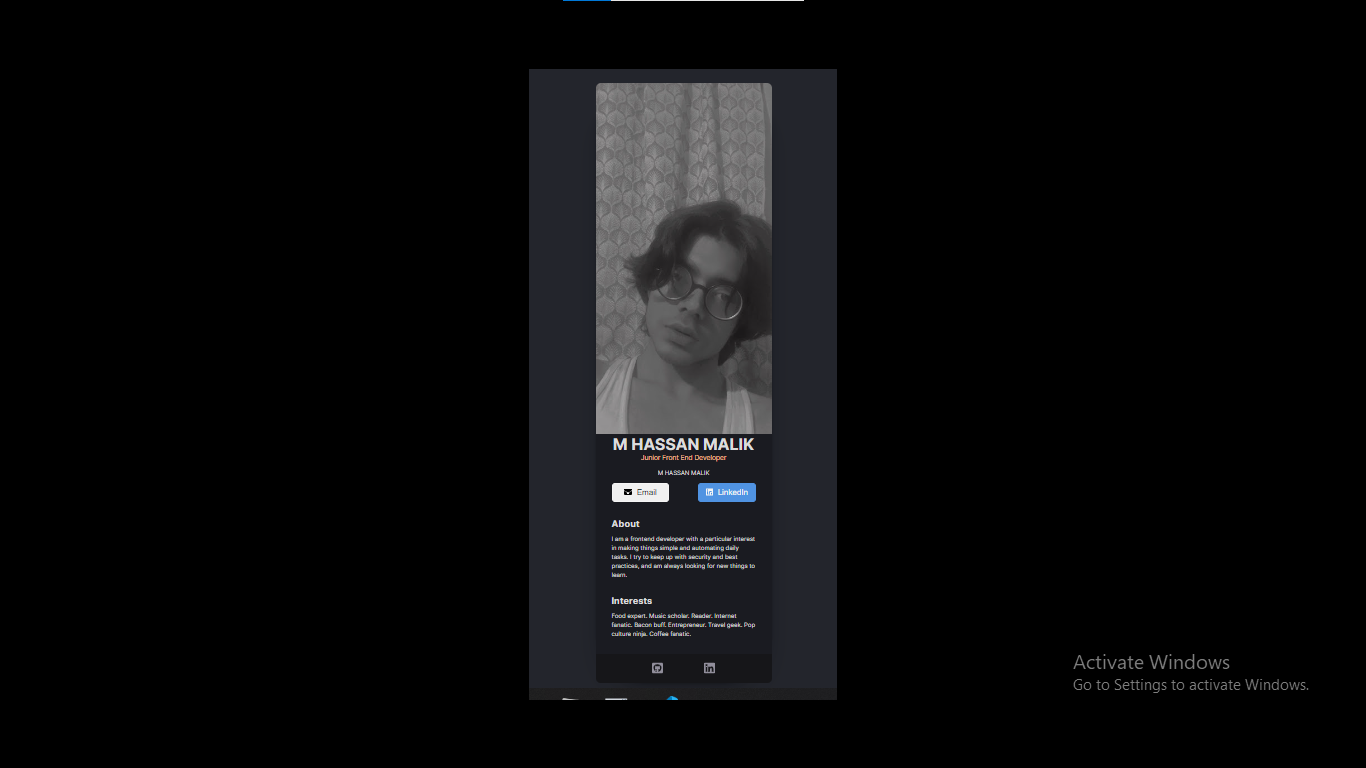 M HASSAN MALIK
Junior Front End Developer
M HASSAN MALIK
Email
LinkedIn
About
I am a frontend developer with a particular interest
in making things simple and automating daily
tasks. I try to keep up with security and best
practices, and am always looking for new things to
learn.
Interests
Food expert. Music scholar. Reader. Internet
fanatic. Bacon buff. Entrepreneur. Travel geek. Pop
culture ninja. Coffee fanatic.
Activate Windows
Go to Settings to activate Windows.